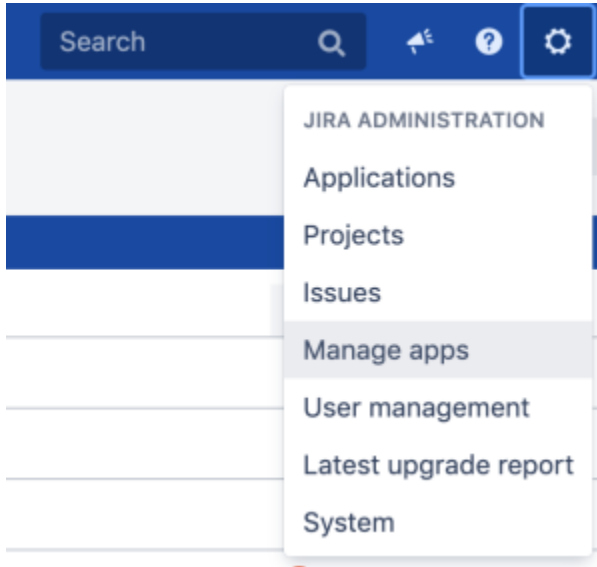 Search
JIRA ADMINISTRATION
Applications
Projects
Issues
Manage apps
User management
Latest upgrade report
System